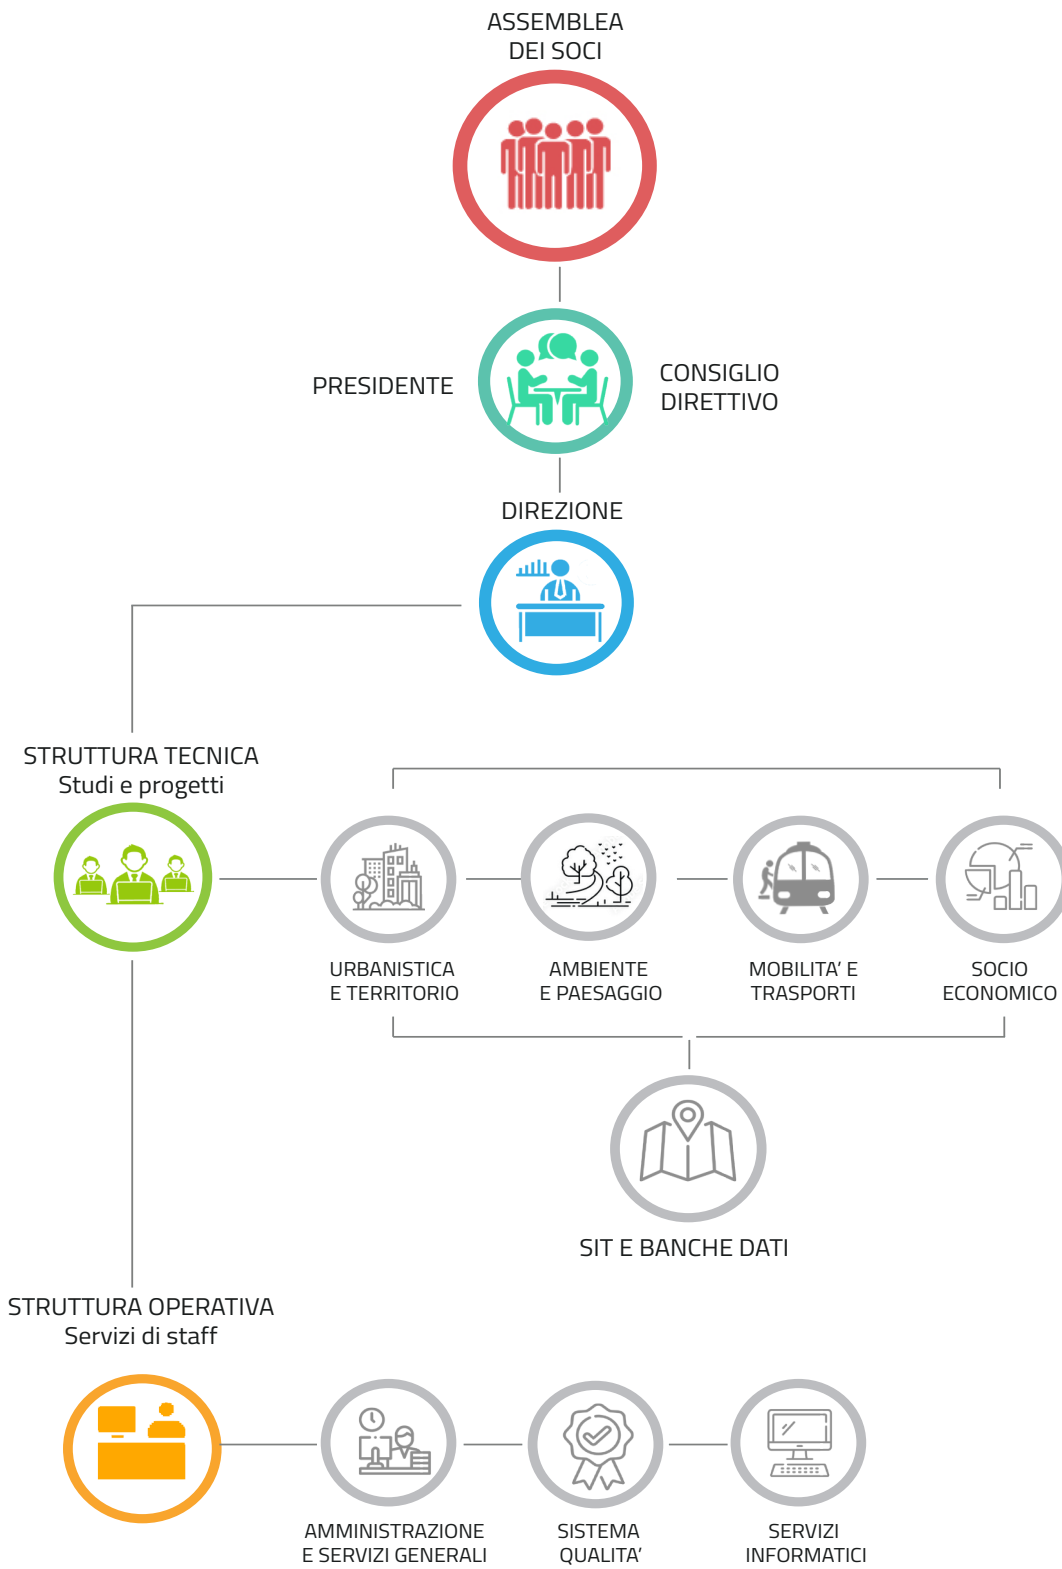 ASSEMBLEA
DEI SOCI
PRESIDENTE
CONSIGLIO
DIRETTIVO
DIREZIONE
STRUTTURA TECNICA
Studi e progetti
URBANISTICA
E TERRITORIO
AMBIENTE
E PAESAGGIO
MOBILITA’ E
TRASPORTI
SOCIO
ECONOMICO
SIT E BANCHE DATI
STRUTTURA OPERATIVA
Servizi di staff
AMMINISTRAZIONE
E SERVIZI GENERALI
SISTEMA
QUALITA’
SERVIZI
INFORMATICI